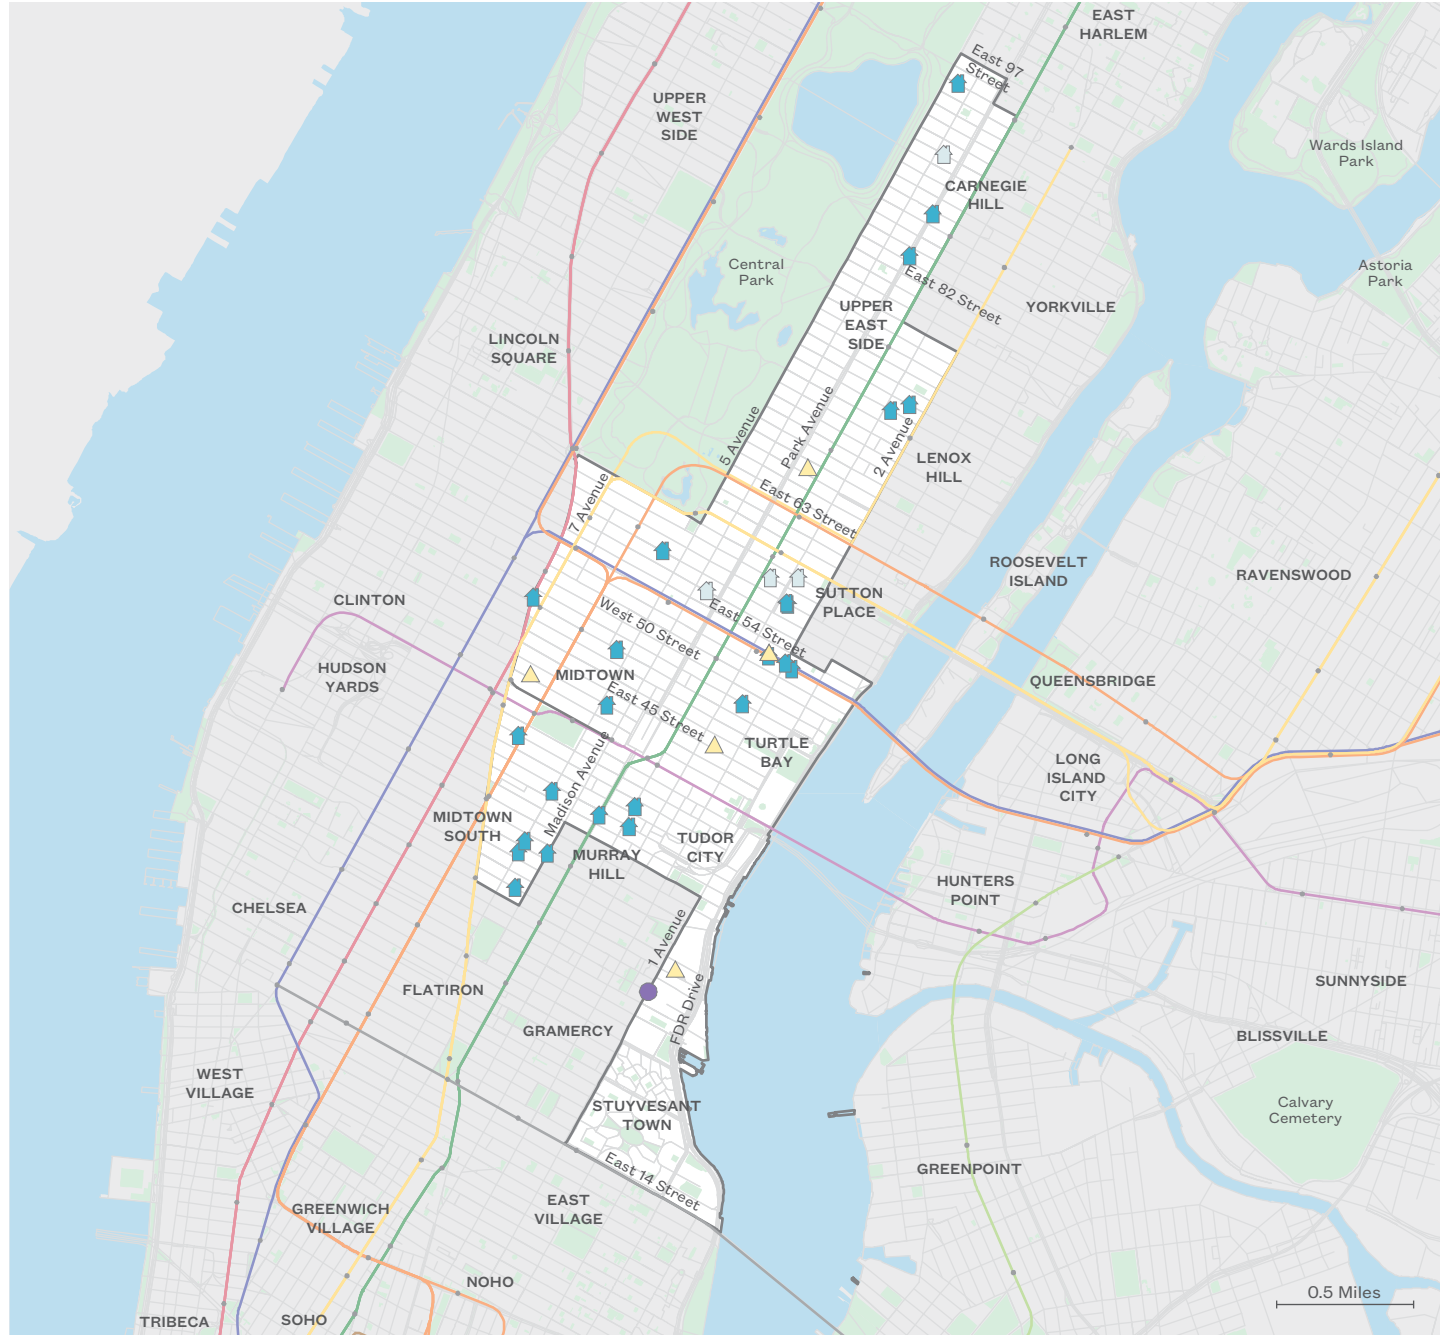 EAST
HARLEM
East 97
Street
UPPER
WEST
SIDE
Wards Island
Park
CARNEGIE
HILL
Central
Park
Astoria
Park
East 82 Street
YORKVILLE
UPPER
EAST
SIDE
LINCOLN
SQUARE
5 Avenue
Park Avenue
2 Avenue
LENOX
HILL
7 Avenue
East 63 Street
ROOSEVELT
ISLAND
RAVENSWOOD
CLINTON
SUTTON
PLACE
West 50 Street
East 54 Street
HUDSON
YARDS
MIDTOWN
QUEENSBRIDGE
East 45 Street
TURTLE
BAY
LONG
ISLAND
CITY
Madison Avenue
MIDTOWN
SOUTH
TUDOR
CITY
MURRAY
HILL
HUNTERS
POINT
CHELSEA
1 Avenue
FLATIRON
SUNNYSIDE
FDR Drive
GRAMERCY
BLISSVILLE
WEST
VILLAGE
STUYVESANT
TOWN
Calvary
Cemetery
GREENPOINT
East 14 Street
GREENWICH
VILLAGE
EAST
VILLAGE
NOHO
0.5 Miles
TRIBECA
SOHO